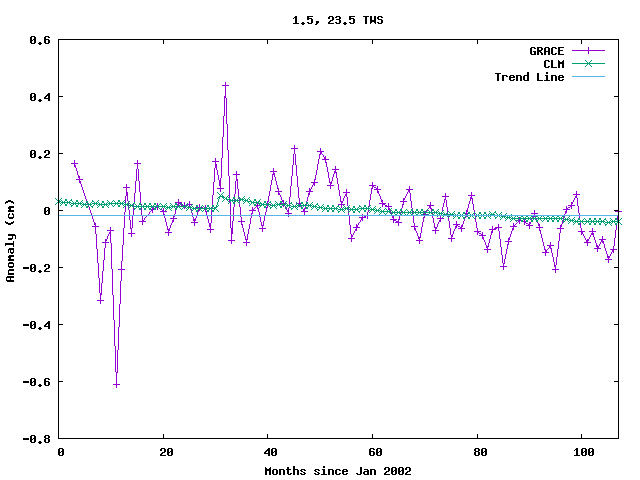 1.5, 23.5 TWS
GRACE
CLM
Trend Line
0.6
0.4
0.2
0
-0.2
-0.4
-0.6
-0.8
Anomaly (cm)
0 20 40 60 80 100
Months since Jan 2002